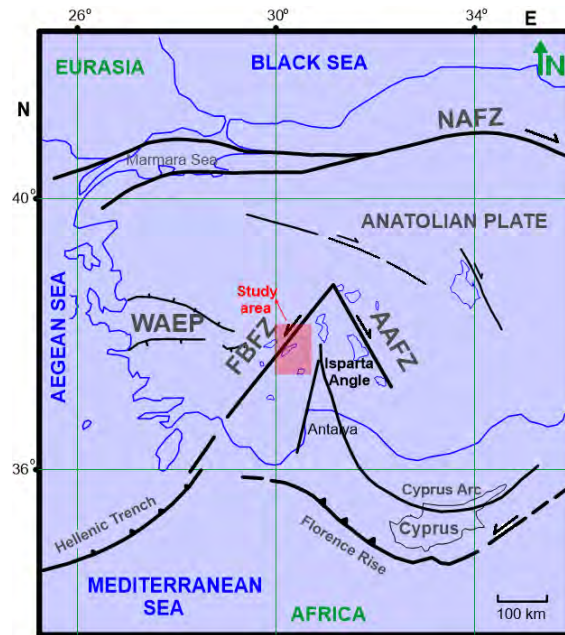 26°
30°
34°
E
N
EURASIA
BLACK SEA
N
NAFZ
Marmara Sea
40°
ANATOLIAN PLATE
AEGEAN SEA
Study
area
WAEP
FBFZ
AAFZ
Isparta
Angle
Antalya
36°
Hellenic Trench
Cyprus Arc
Cyprus
Florence Rise
MEDITERRANEAN
SEA
AFRICA
100 km